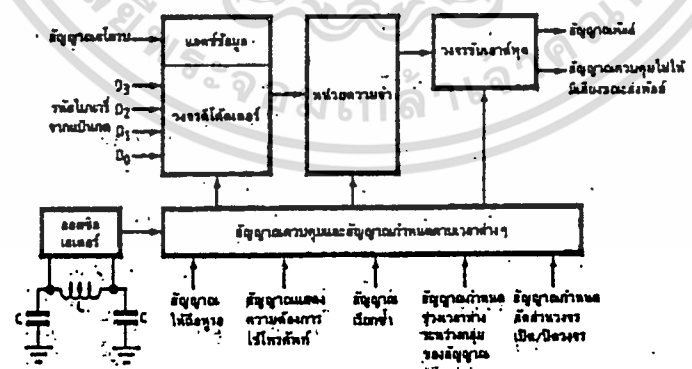 สัญญาณสโตรบ
แลตช์ข้อมูล
วงจรดีโค้ดเดอร์
หน่วยความจำ
วงจรขับเอาท์พุต
สัญญาณพัลส์
สัญญาณควบคุมไม่ให้
มีเสียงขณะส่งพัลส์
รหัสไบนารี่
จากแป้นกด
D3
D2
D1
D0
ออสซิล
เลเตอร์
สัญญาณควบคุมและสัญญาณกำหนดฐานเวลาต่างๆ
C
L
C
สัญญาณ
ให้ถือหูรอ
สัญญาณแสดง
ความต้องการ
ใช้โทรศัพท์
สัญญาณ
เรียกซ้ำ
สัญญาณกำหนด
ช่วงเวลาห่าง
ระหว่างกลุ่ม
ของสัญญาณ
สัญญาณกำหนด
สัดส่วนวงจร
เปิด/ปิดวงจร